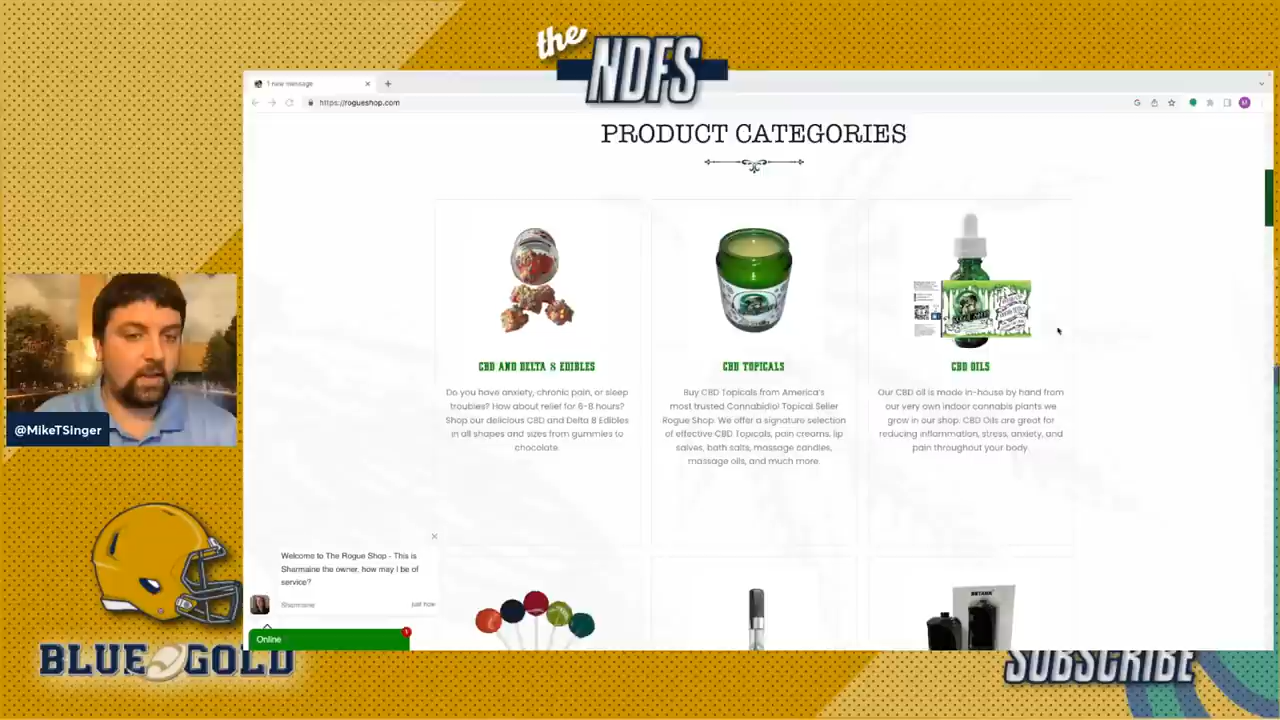 the
NDFS
1 new message
https://rogueshop.com
PRODUCT CATEGORIES
CBD AND DELTA 8 EDIBLES
Do you have anxiety, chronic pain, or sleep
troubles? How about relief for 6-8 hours?
Shop our delicious CBD and Delta 8 Edibles
in all shapes and sizes from gummies to
chocolate.
CBD TOPICALS
Buy CBD Topicals from America's
most trusted Cannabidiol Topical Seller
Rogue Shop. We offer a signature selection
of effective CBD Topicals, pain creams, lip
salves, bath salts, massage candles,
massage oils, and much more.
CBD OILS
Our CBD oil is made in-house by hand from
our very own indoor cannabis plants we
grow in our shop. CBD Oils are great for
reducing inflammation, stress, anxiety, and
pain throughout your body.
@MikeTSinger
Welcome to The Rogue Shop - This is
Sharmaine the owner, how may I be of
service?
Sharmaine
just now
Online
1
BLUE GOLD
SUBSCRIBE